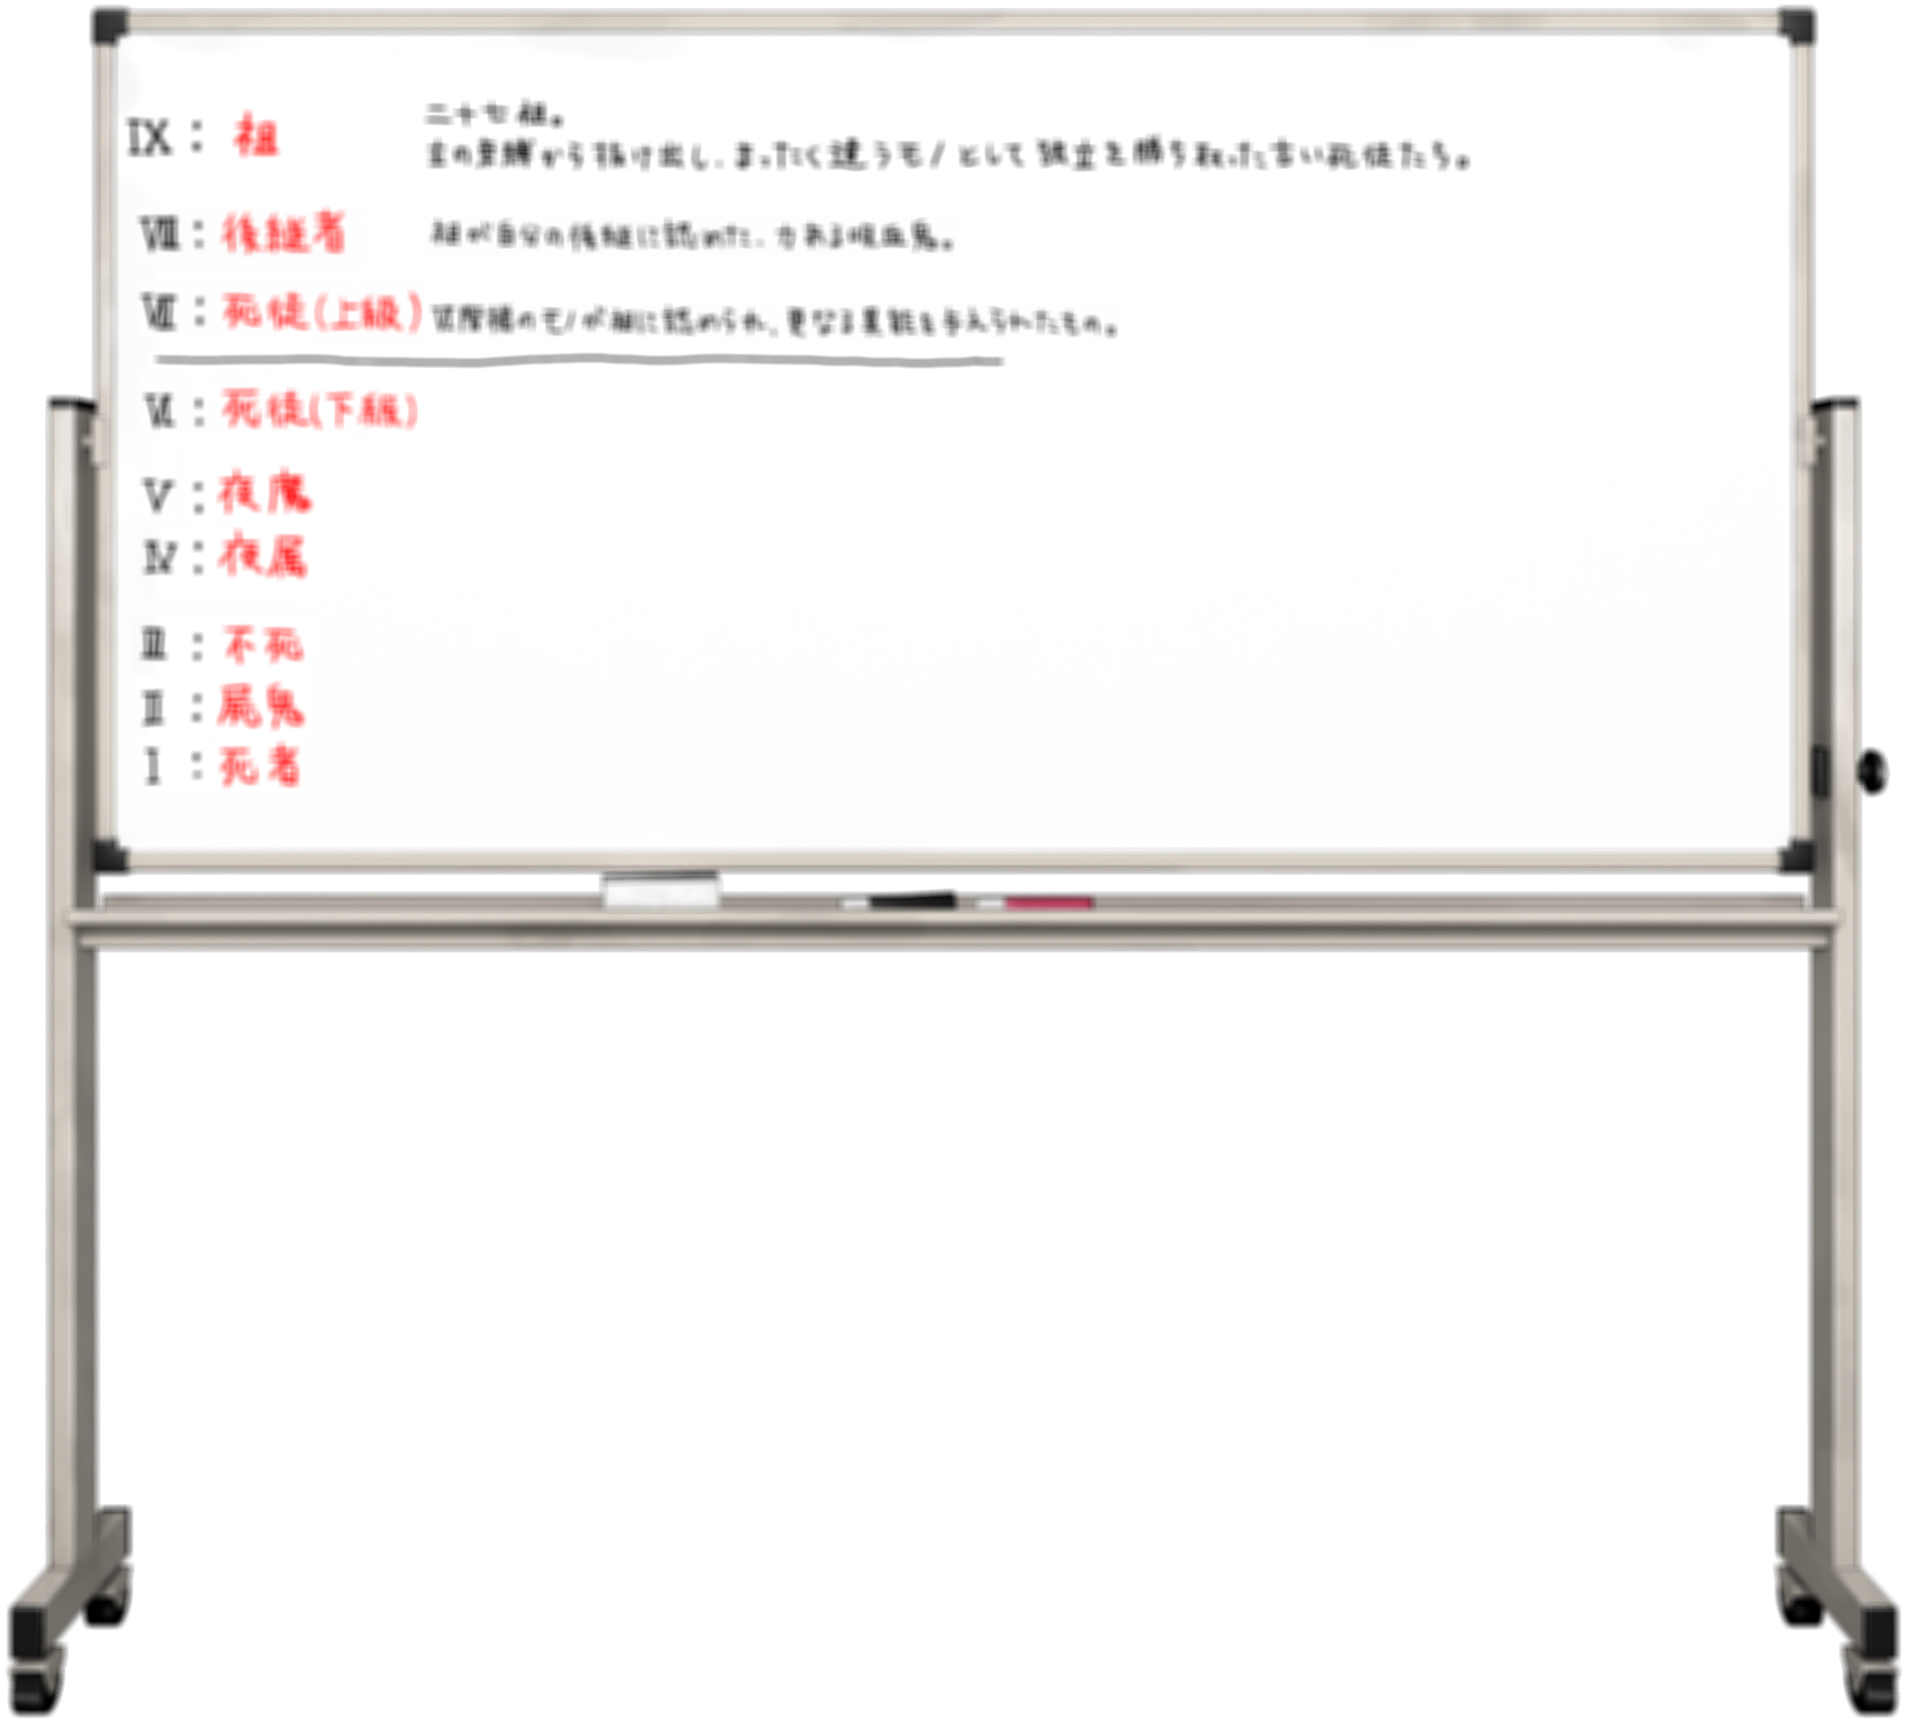 IX：祖
二十七祖。
主の束縛から抜け出し、まったく違うモノとして独立を勝ち取った古い死徒たち。
VIII：後継者
祖が自分の後継に認めた、力ある吸血鬼。
VII：死徒(上級)
VI階梯のモノが祖に認められ、更なる異能を与えられたもの。
VI：死徒(下級)
V：夜魔
IV：夜属
III：不死
II：屍鬼
I：死者